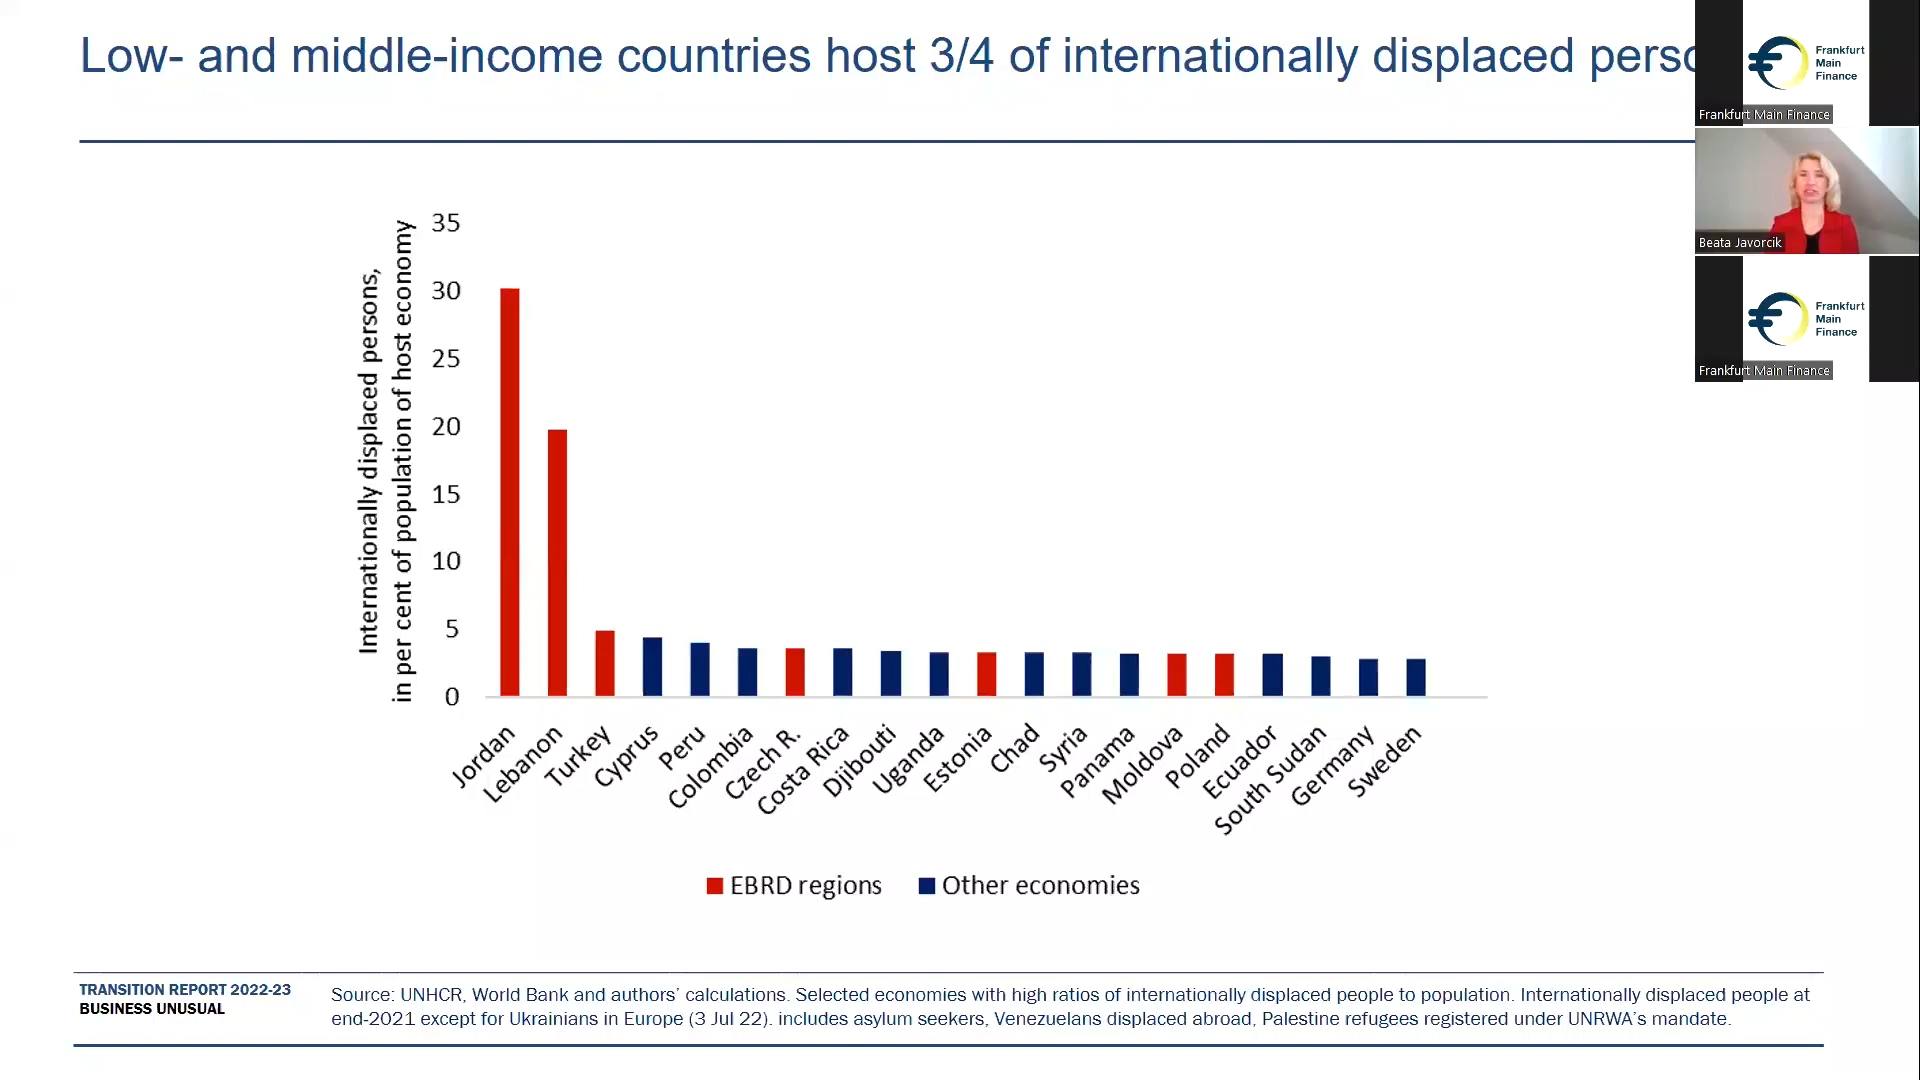 Low- and middle-income countries host 3/4 of internationally displaced perso
Frankfurt
Main
Finance
Frankfurt Main Finance
Beata Javorcik
Frankfurt
Main
Finance
Frankfurt Main Finance
Internationally displaced persons,
in per cent of population of host economy
35
30
25
20
15
10
5
0
Jordan
Lebanon
Turkey
Cyprus
Peru
Colombia
Czech R.
Costa Rica
Djibouti
Uganda
Estonia
Chad
Syria
Panama
Moldova
Poland
Ecuador
South Sudan
Germany
Sweden
EBRD regions
Other economies
TRANSITION REPORT 2022-23
BUSINESS UNUSUAL
Source: UNHCR, World Bank and authors’ calculations. Selected economies with high ratios of internationally displaced people to population. Internationally displaced people at
end-2021 except for Ukrainians in Europe (3 Jul 22). includes asylum seekers, Venezuelans displaced abroad, Palestine refugees registered under UNRWA’s mandate.